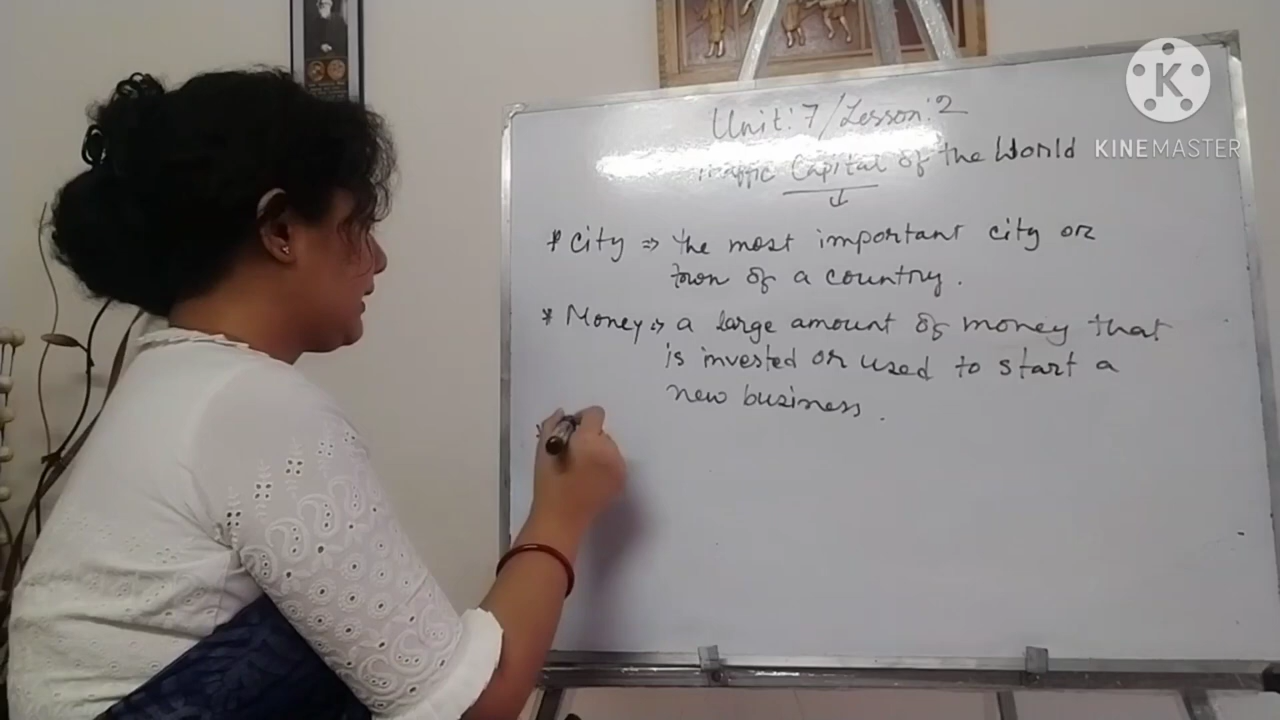 Unit: 7 / Lesson: 2
Traffic Capital of the World
* City ⇒ the most important city or
town of a country.
* Money ⇒ a large amount of money that
is invested or used to start a
new business.
K
KINEMASTER